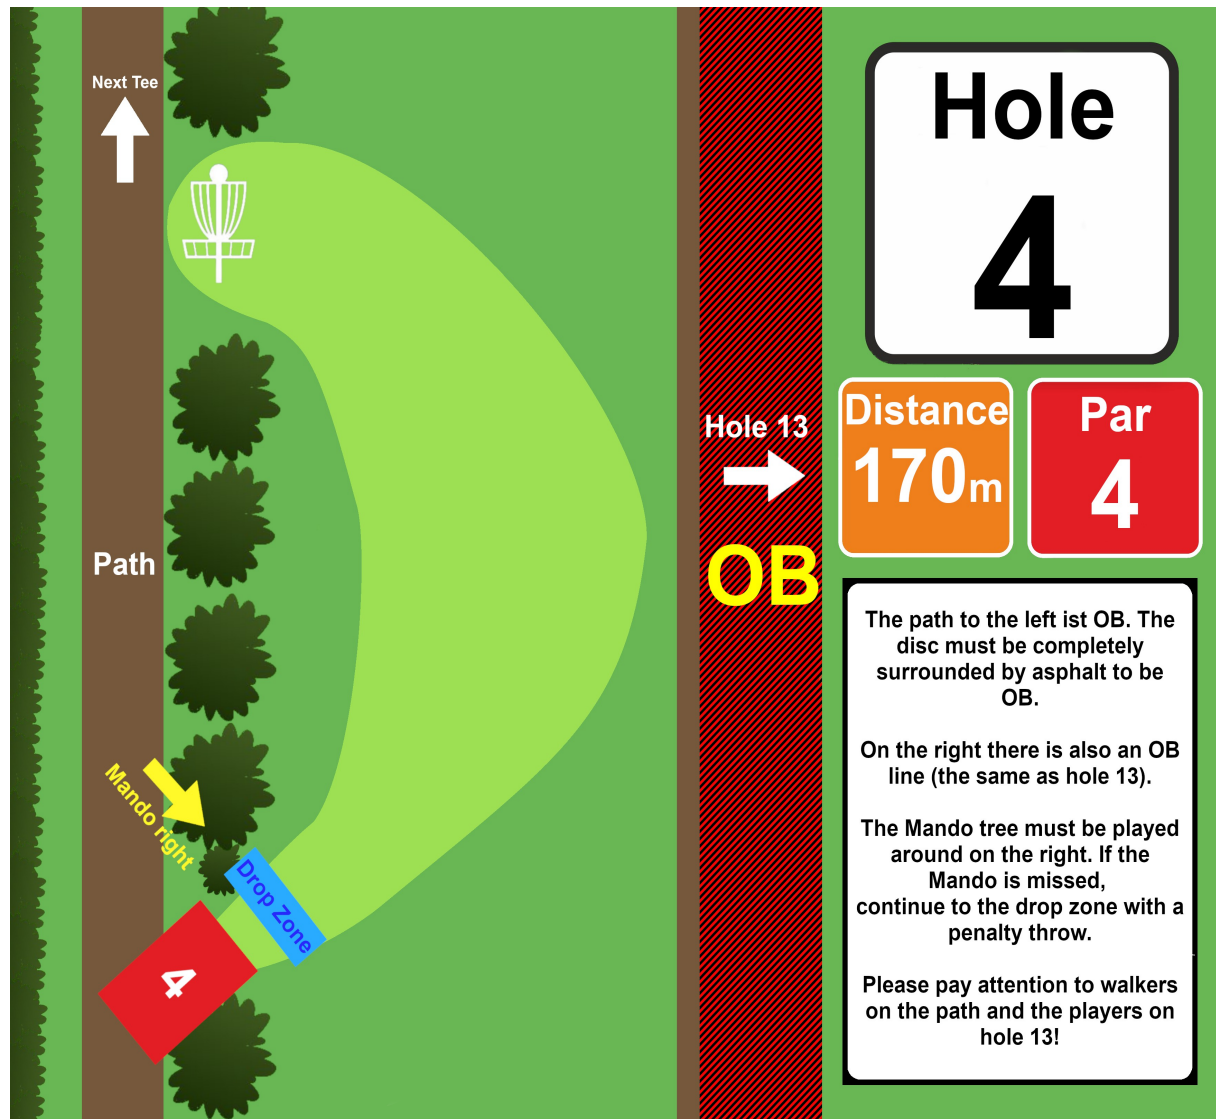 Next Tee
Hole
4
Hole 13
OB
Distance
170m
Par
4
Path
Mando right
Drop Zone
4
The path to the left ist OB. The
disc must be completely
surrounded by asphalt to be
OB.
On the right there is also an OB
line (the same as hole 13).
The Mando tree must be played
around on the right. If the
Mando is missed,
continue to the drop zone with a
penalty throw.
Please pay attention to walkers
on the path and the players on
hole 13!